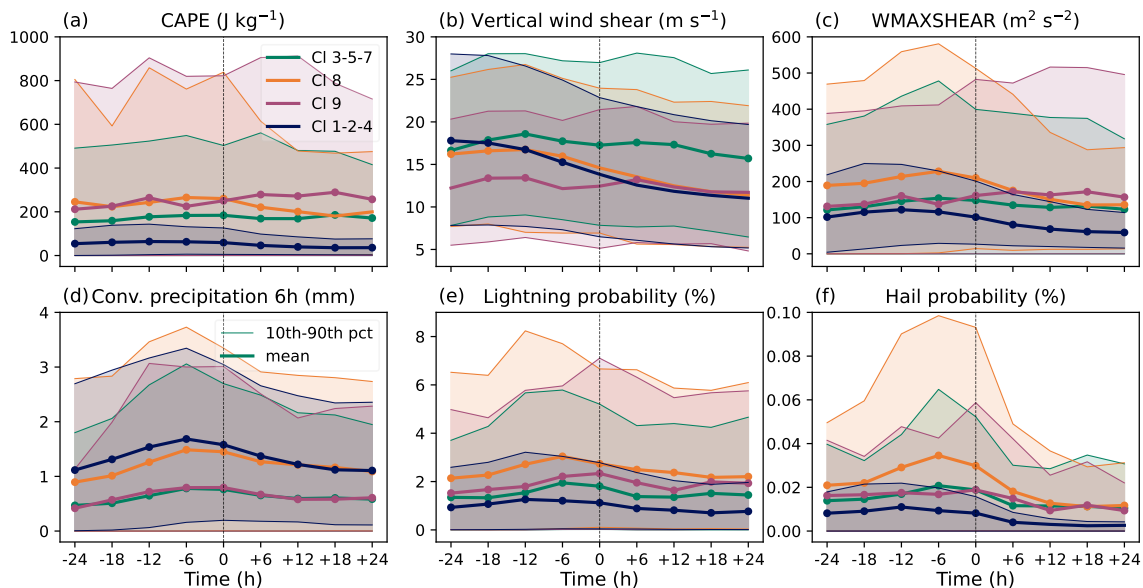 (a) CAPE (J kg⁻¹)
1000
800
600
400
200
0
Cl 3-5-7
Cl 8
Cl 9
Cl 1-2-4
(b) Vertical wind shear (m s⁻¹)
30
25
20
15
10
5
(c) WMAXSHEAR (m² s⁻²)
600
500
400
300
200
100
0
(d) Conv. precipitation 6h (mm)
4
3
2
1
0
10th-90th pct
mean
-24 -18 -12 -6 0 +6 +12 +18 +24
Time (h)
(e) Lightning probability (%)
8
6
4
2
0
-24 -18 -12 -6 0 +6 +12 +18 +24
Time (h)
(f) Hail probability (%)
0.10
0.08
0.06
0.04
0.02
0.00
-24 -18 -12 -6 0 +6 +12 +18 +24
Time (h)